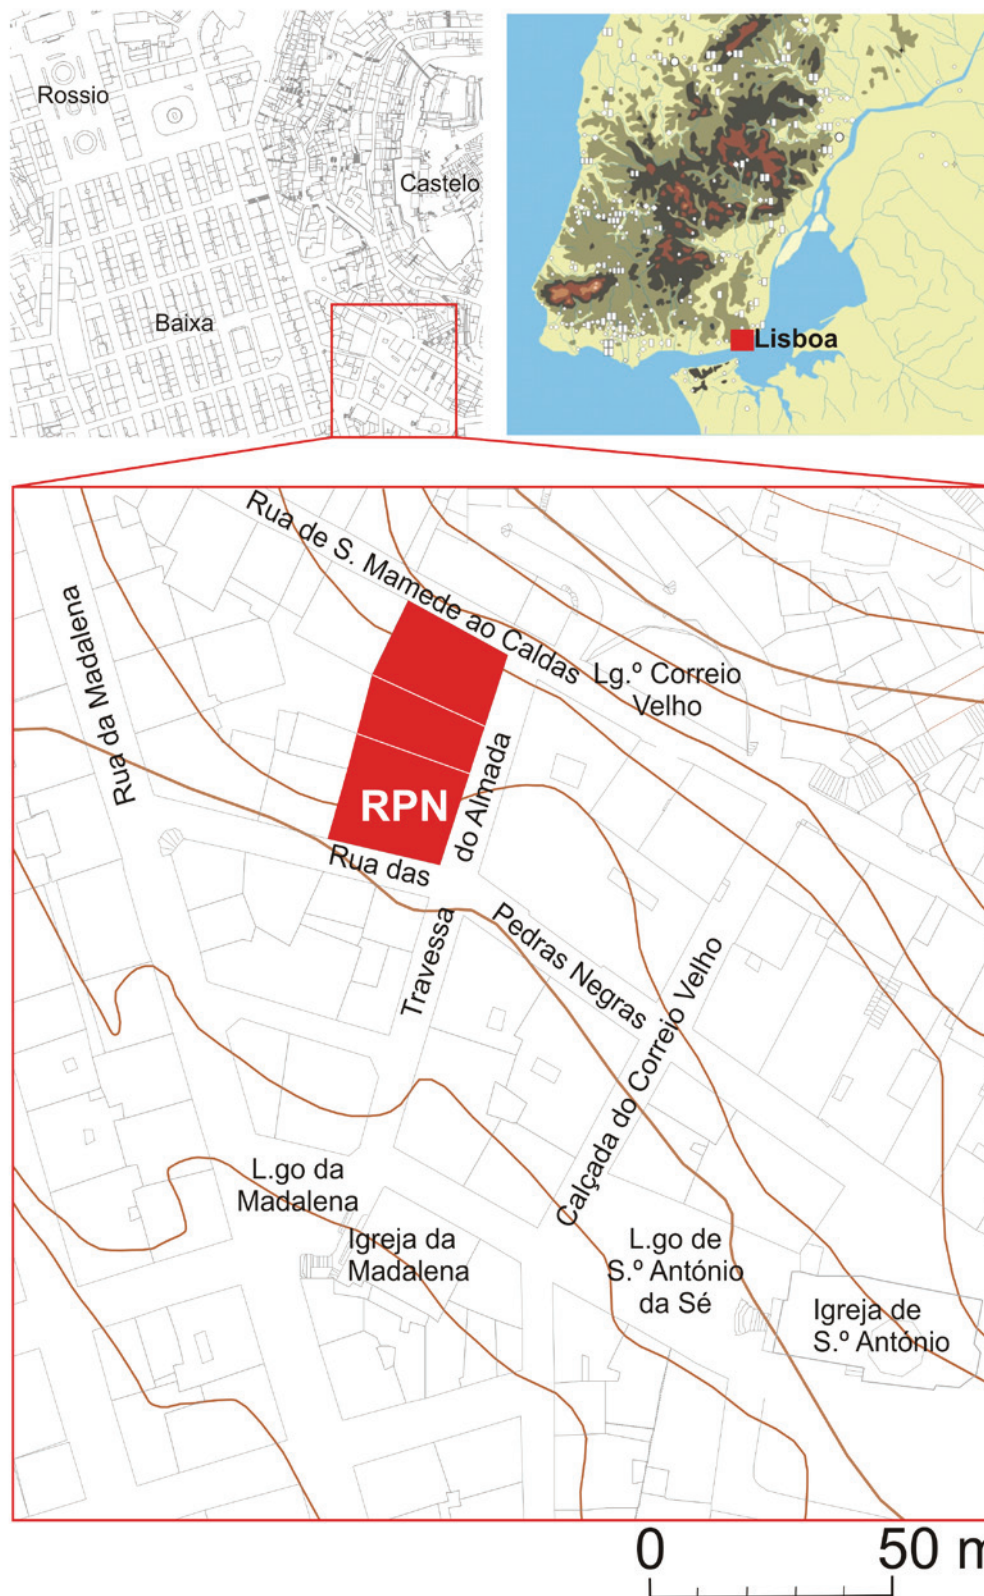 Rossio
Castelo
Baixa
Lisboa
Rua de S. Mamede ao Caldas
Rua da Madalena
Lg.º Correio
Velho
RPN
do Almada
Rua das
Pedras Negras
Travessa
Calçada do Correio Velho
L.go da
Madalena
Igreja da
Madalena
L.go de
S.º António
da Sé
Igreja de
S.º António
0 50 m